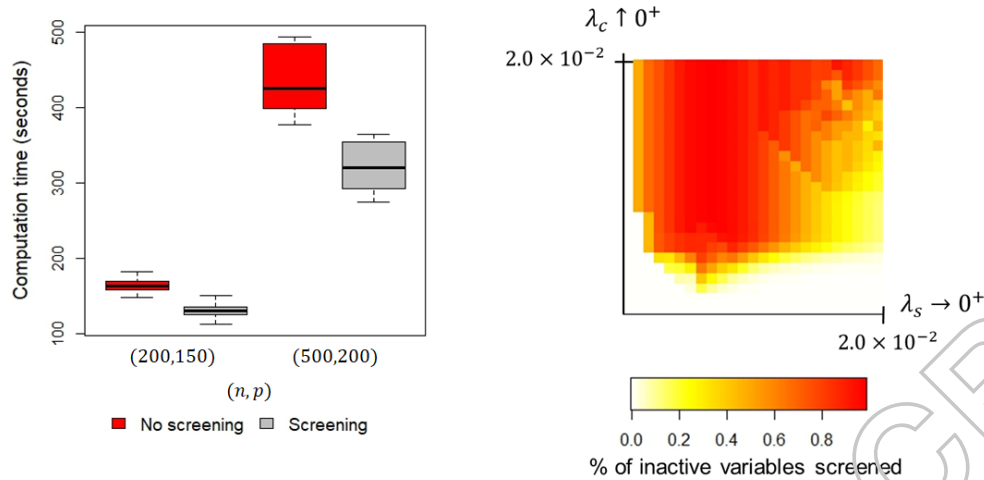 Computation time (seconds)
500
400
300
200
100
(200,150)
(500,200)
(n, p)
No screening
Screening
λ_c ↑ 0⁺
2.0 × 10⁻²
λ_s → 0⁺
2.0 × 10⁻²
0.0 0.2 0.4 0.6 0.8
% of inactive variables screened